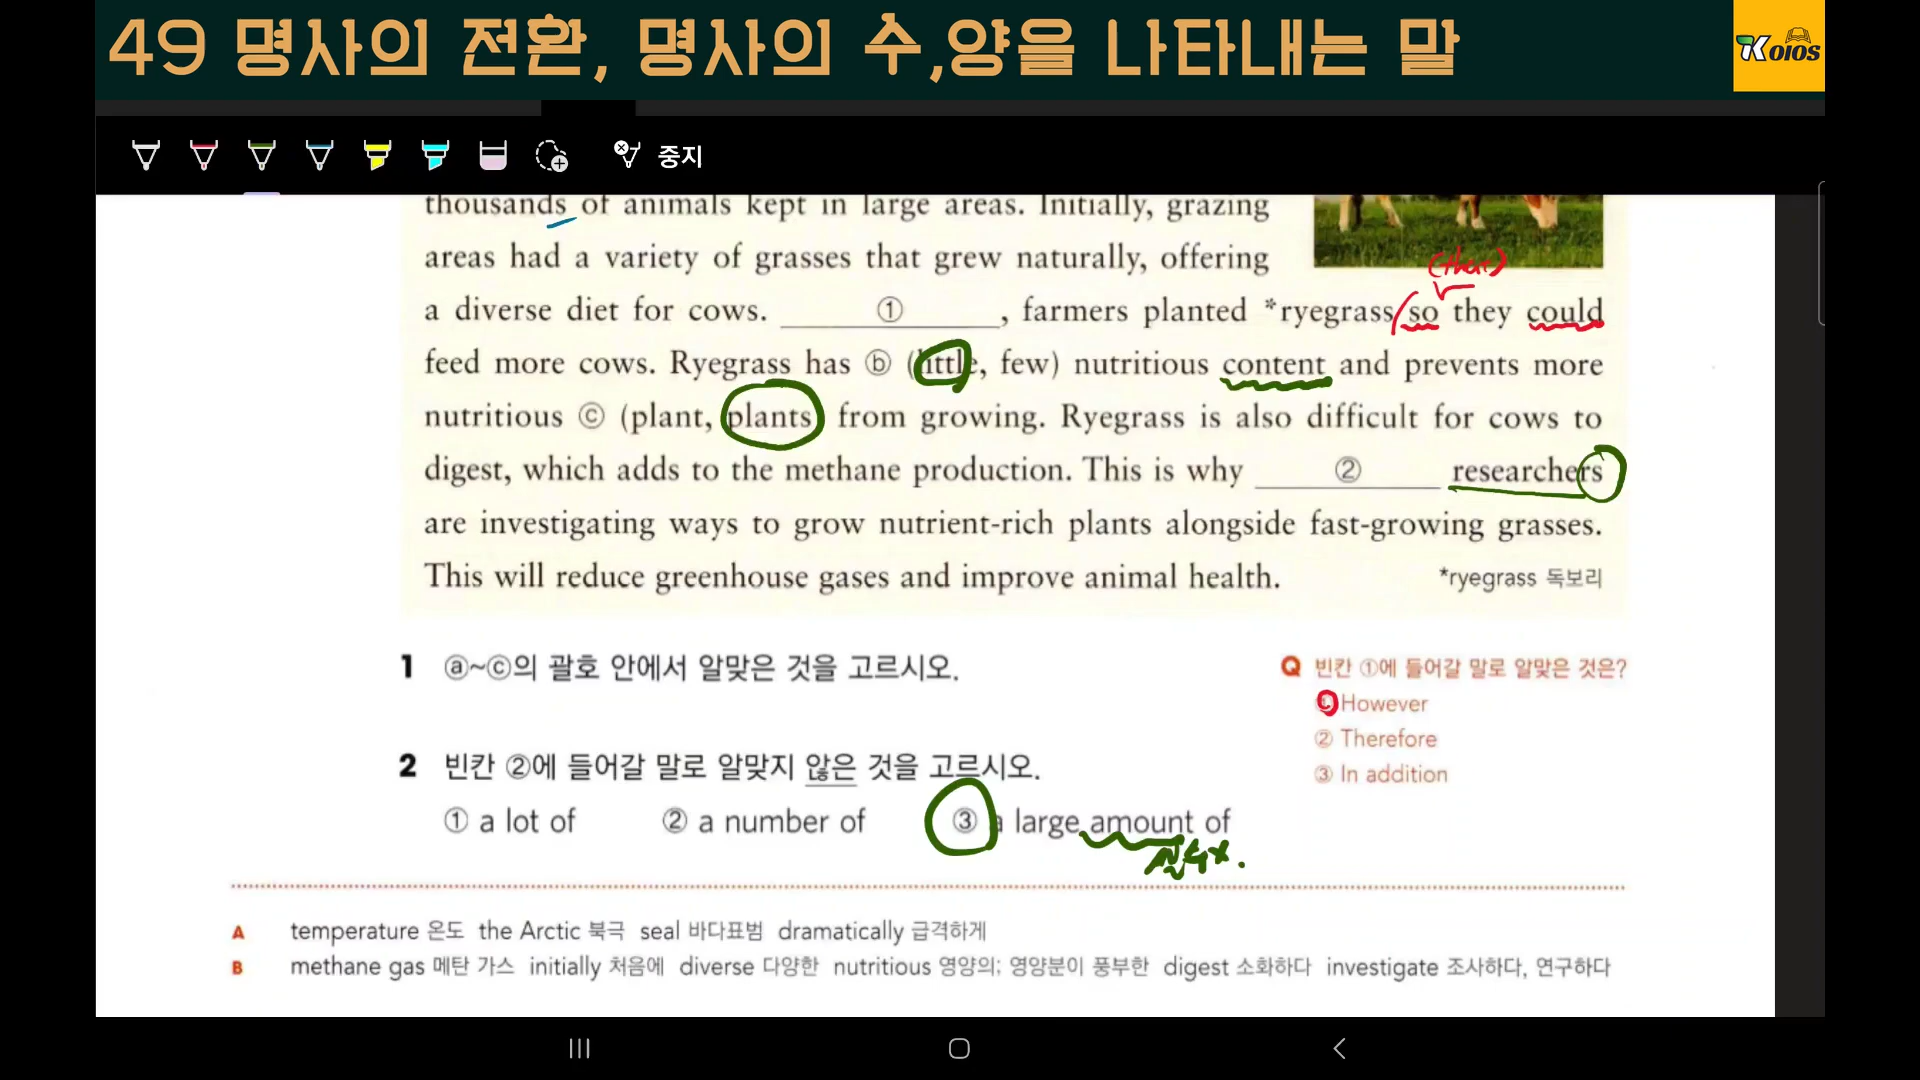 49 명사의 전환, 명사의 수,양을 나타내는 말
Koios
중지
thousands of animals kept in large areas. Initially, grazing
areas had a variety of grasses that grew naturally, offering
(that)
a diverse diet for cows. ①, farmers planted *ryegrass so they could
feed more cows. Ryegrass has ⓑ (little, few) nutritious content and prevents more
nutritious ⓒ (plant, plants from growing. Ryegrass is also difficult for cows to
digest, which adds to the methane production. This is why ② researchers
are investigating ways to grow nutrient-rich plants alongside fast-growing grasses.
This will reduce greenhouse gases and improve animal health.
*ryegrass 독보리
1 ⓐ~ⓒ의 괄호 안에서 알맞은 것을 고르시오.
Q 빈칸 ①에 들어갈 말로 알맞은 것은?
① However
② Therefore
③ In addition
2 빈칸 ②에 들어갈 말로 알맞지 않은 것을 고르시오.
① a lot of ② a number of ③ a large amount of
A temperature 온도 the Arctic 북극 seal 바다표범 dramatically 급격하게
B methane gas 메탄 가스 initially 처음에 diverse 다양한 nutritious 영양의; 영양분이 풍부한 digest 소화하다 investigate 조사하다, 연구하다